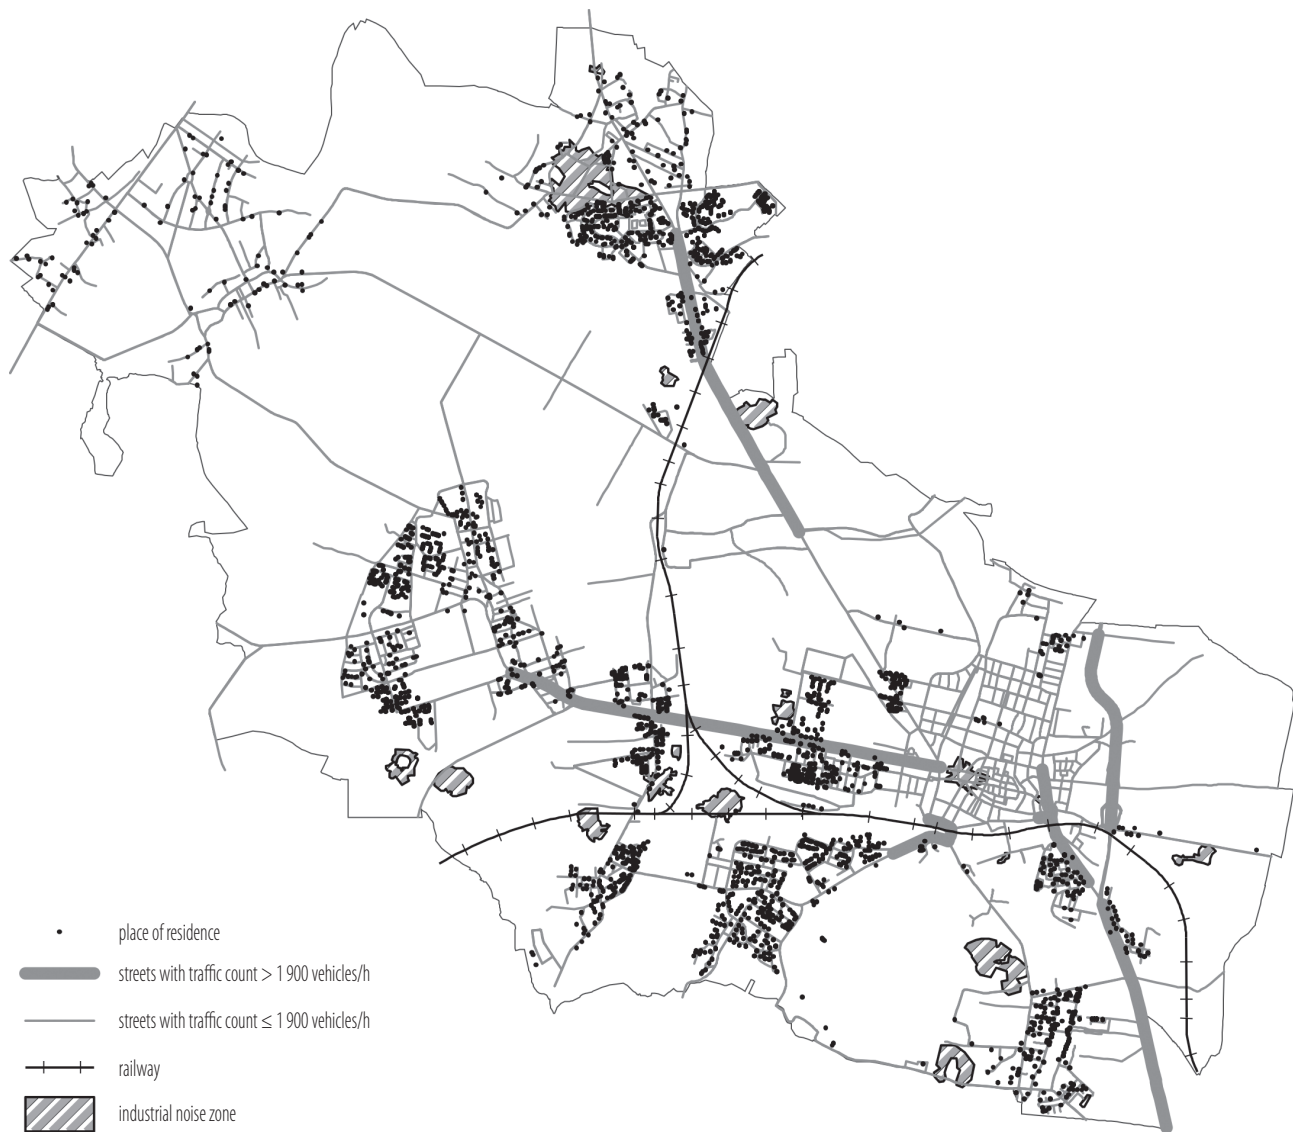 place of residence
streets with traffic count > 1 900 vehicles/h
streets with traffic count ≤ 1 900 vehicles/h
railway
industrial noise zone